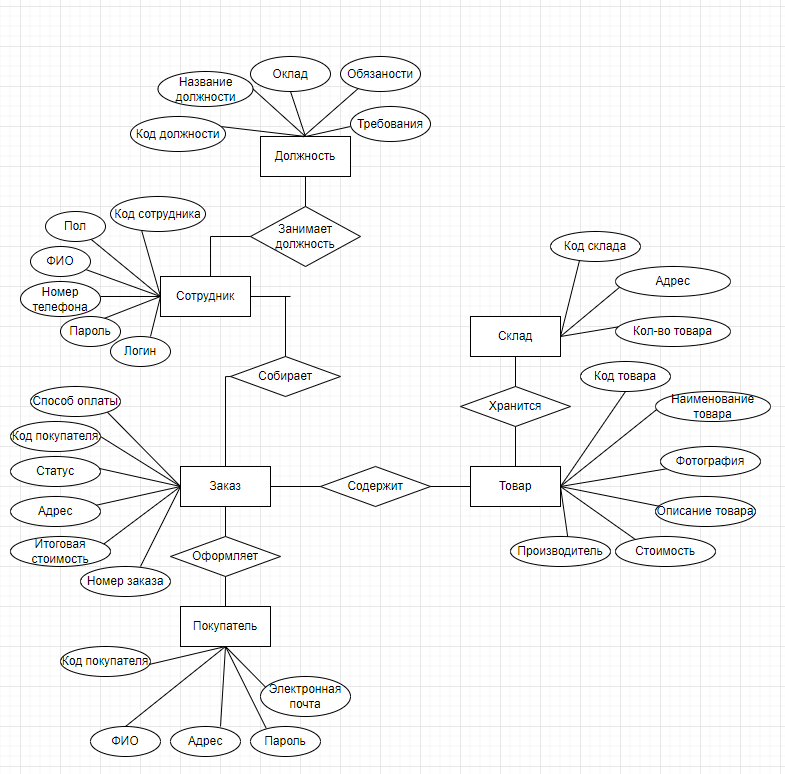 Оклад
Обязаности
Название
должности
Требования
Код должности
Должность
Код сотрудника
Пол
Занимает
должность
Код склада
ФИО
Адрес
Номер
телефона
Сотрудник
Пароль
Кол-во товара
Склад
Логин
Собирает
Код товара
Способ оплаты
Хранится
Наименование
товара
Код покупателя
Статус
Фотография
Заказ
Содержит
Товар
Адрес
Описание товара
Итоговая
стоимость
Оформляет
Производитель
Стоимость
Номер заказа
Покупатель
Код покупателя
Электронная
почта
ФИО
Адрес
Пароль